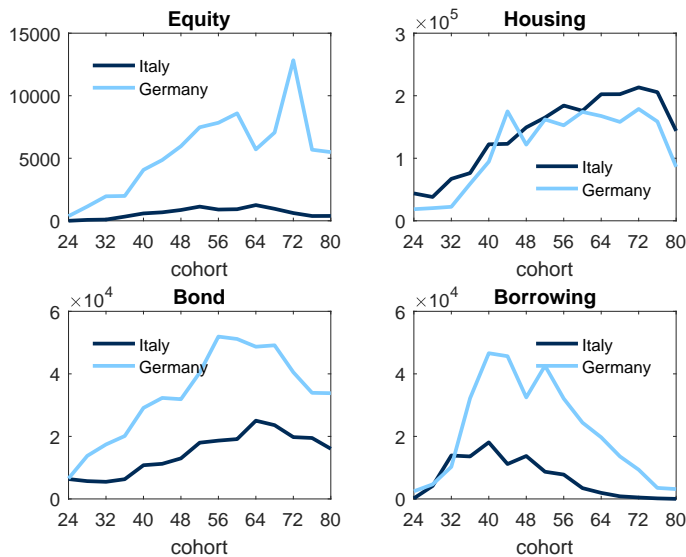 Equity
15000
10000
5000
0
Italy
Germany
24 32 40 48 56 64 72 80
cohort
Housing
×10^5
3
2
1
0
Italy
Germany
24 32 40 48 56 64 72 80
cohort
Bond
×10^4
6
4
2
0
Italy
Germany
24 32 40 48 56 64 72 80
cohort
Borrowing
×10^4
6
4
2
0
Italy
Germany
24 32 40 48 56 64 72 80
cohort